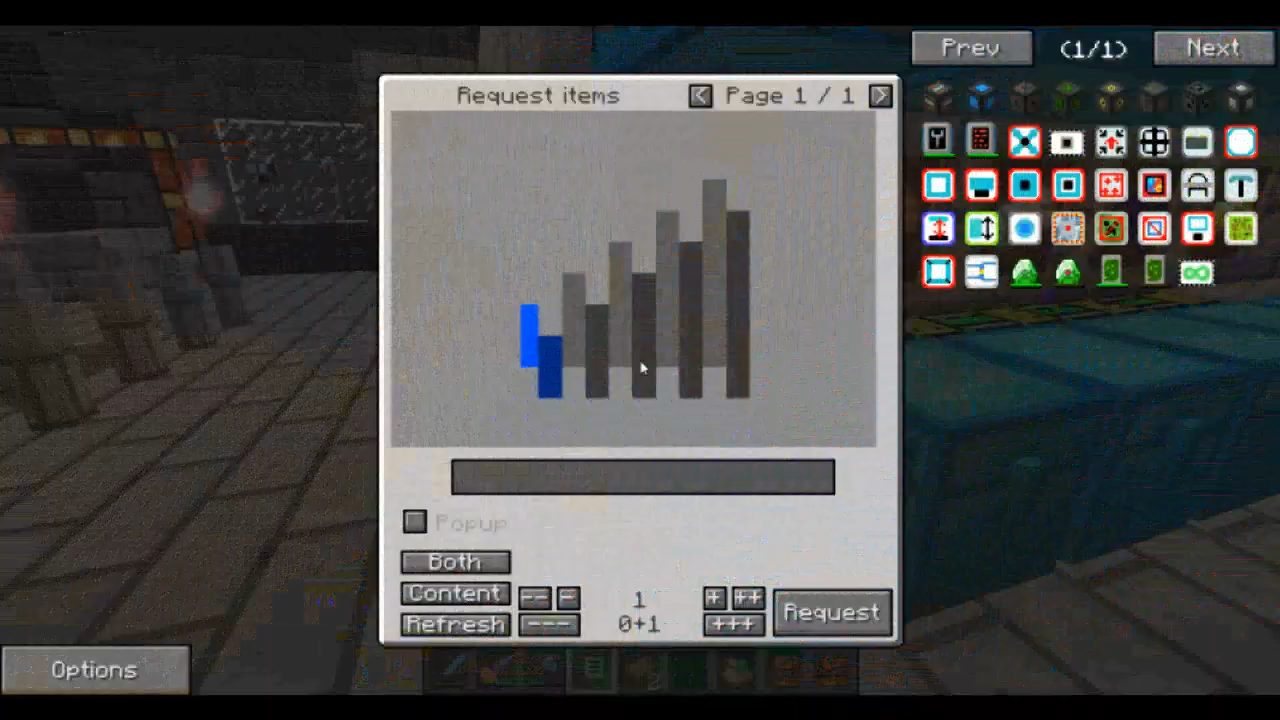 Prev (1/1) Next
Request items < Page 1 / 1 >
Popup
Both
Content -- - 1 + ++ Request
Refresh --- 0+1 +++
Options